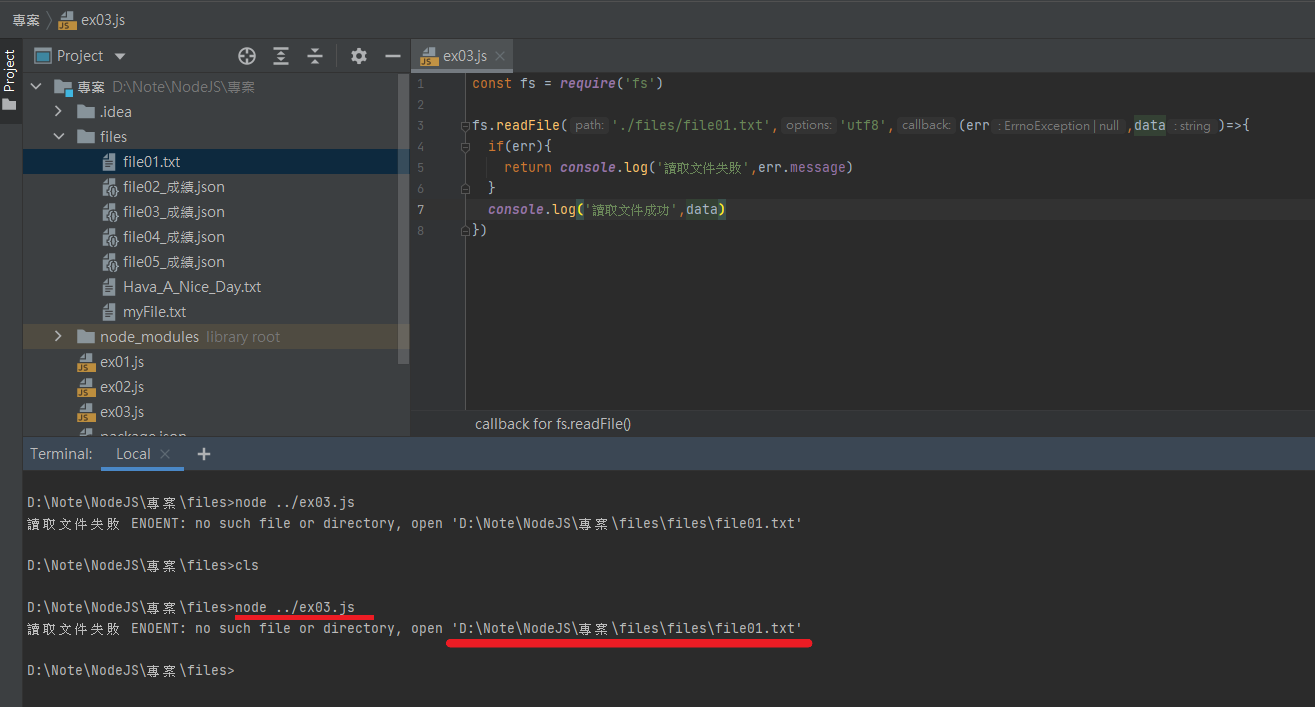 專案 ex03.js
Project
Project
ex03.js
專案 D:\Note\NodeJS\專案
.idea
files
file01.txt
file02_成績.json
file03_成績.json
file04_成績.json
file05_成績.json
Hava_A_Nice_Day.txt
myFile.txt
node_modules library root
ex01.js
ex02.js
ex03.js
package.json
1 const fs = require('fs')
2
3 fs.readFile( path: './files/file01.txt', options: 'utf8', callback: (err : ErrnoException | null ,data : string )=>{
4 if(err){
5 return console.log('讀取文件失敗',err.message)
6 }
7 console.log('讀取文件成功',data)
8 })
callback for fs.readFile()
Terminal: Local +
D:\Note\NodeJS\專案\files>node ../ex03.js
讀取文件失敗 ENOENT: no such file or directory, open 'D:\Note\NodeJS\專案\files\files\file01.txt'
D:\Note\NodeJS\專案\files>cls
D:\Note\NodeJS\專案\files>node ../ex03.js
讀取文件失敗 ENOENT: no such file or directory, open 'D:\Note\NodeJS\專案\files\files\file01.txt'
D:\Note\NodeJS\專案\files>